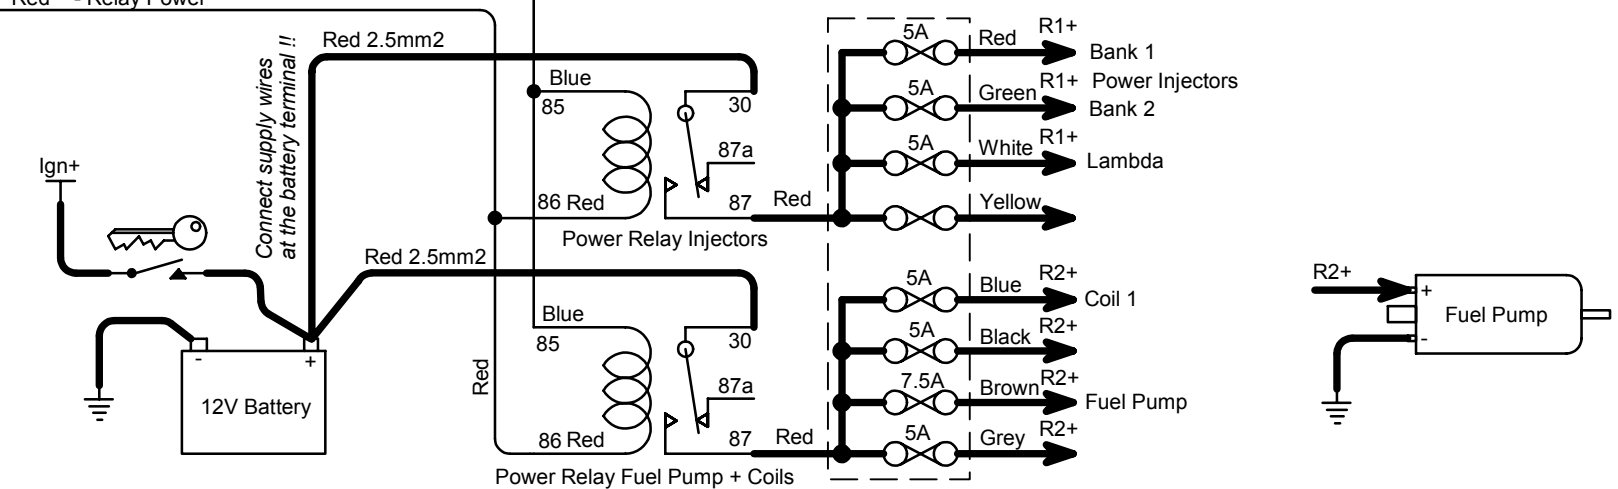 Red - Relay Power
Red 2.5mm2
Connect supply wires
at the battery terminal !!
Blue
85
30
87a
86 Red
87
Red
Power Relay Injectors
5A
Red
R1+
Bank 1
5A
Green
R1+
Power Injectors
Bank 2
5A
White
R1+
Lambda
Yellow
Ign+
Red 2.5mm2
Blue
85
30
87a
Red
86 Red
87
Red
Power Relay Fuel Pump + Coils
5A
Blue
R2+
Coil 1
5A
Black
R2+
7.5A
Brown
R2+
Fuel Pump
5A
Grey
R2+
-
+
12V Battery
R2+
+
Fuel Pump
-